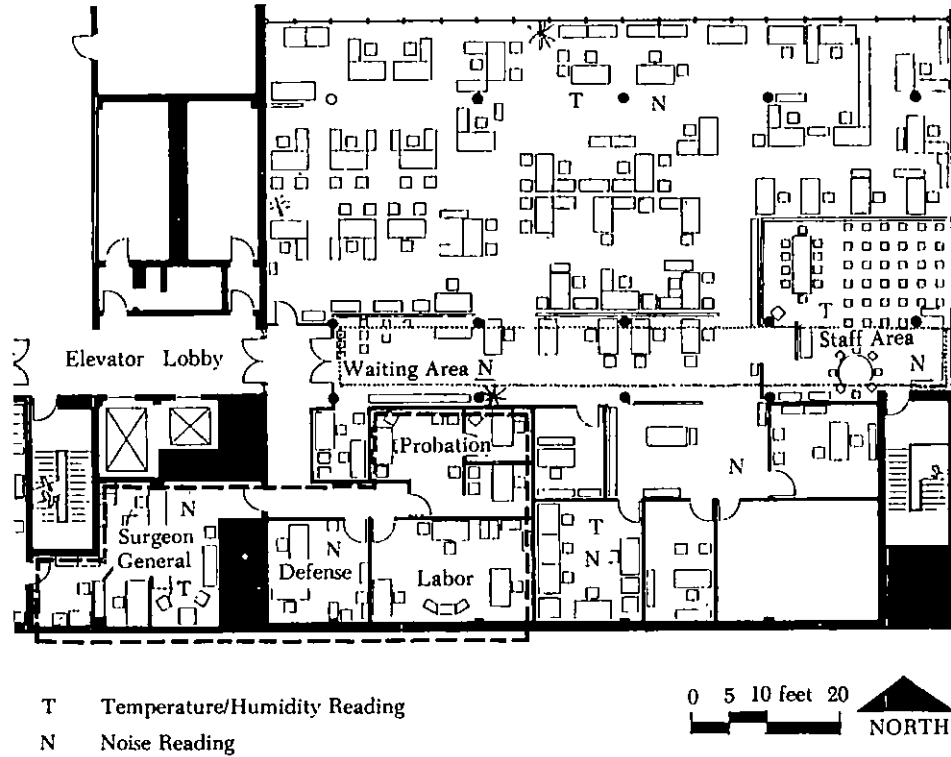 T N
T
Elevator Lobby
Waiting Area N
Staff Area
N
(Probation
N
N
Surgeon
General
T
N
Defense
Labor
T
N
T Temperature/Humidity Reading
N Noise Reading
0 5 10 feet 20
NORTH